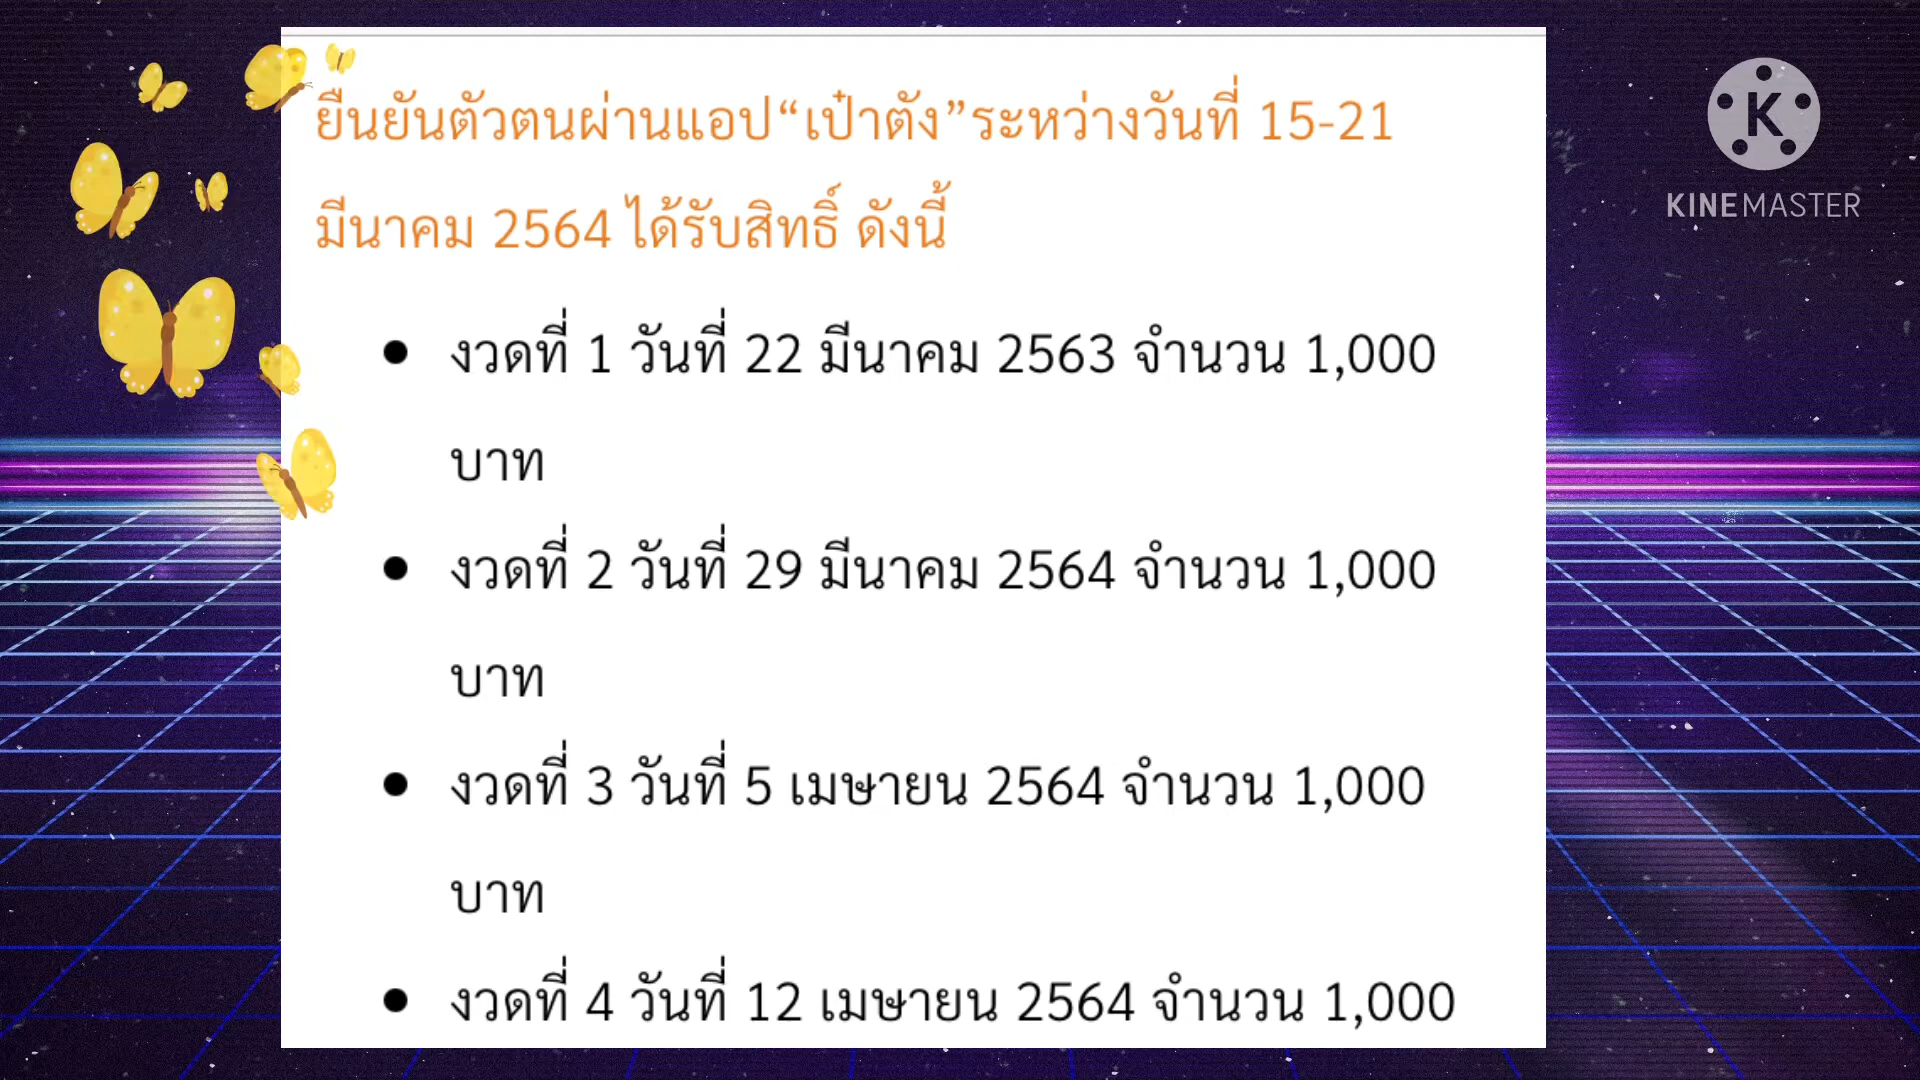 ยืนยันตัวตนผ่านแอป“เป๋าตัง”ระหว่างวันที่ 15-21
มีนาคม 2564 ได้รับสิทธิ์ ดังนี้
● งวดที่ 1 วันที่ 22 มีนาคม 2563 จำนวน 1,000
บาท
● งวดที่ 2 วันที่ 29 มีนาคม 2564 จำนวน 1,000
บาท
● งวดที่ 3 วันที่ 5 เมษายน 2564 จำนวน 1,000
บาท
● งวดที่ 4 วันที่ 12 เมษายน 2564 จำนวน 1,000
K
KINEMASTER